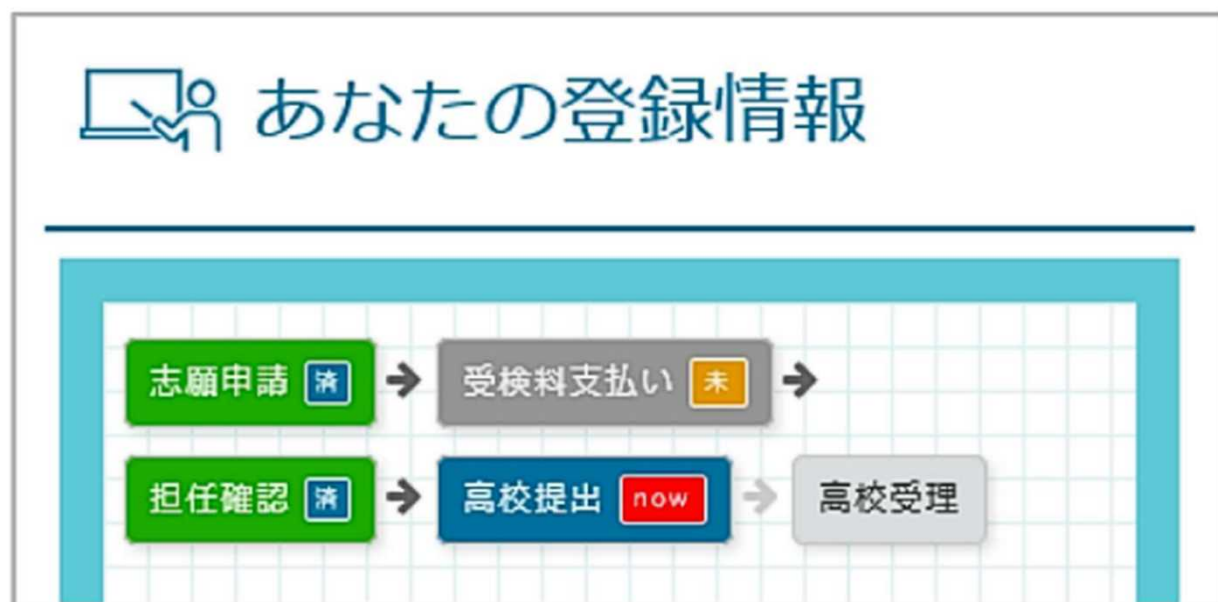 あなたの登録情報
志願申請 済 → 受検料支払い 未 →
担任確認 済 → 高校提出 now → 高校受理